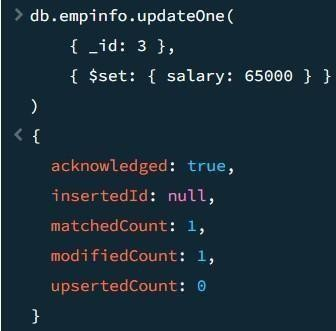 > db.empinfo.updateOne(
{ _id: 3 },
{ $set: { salary: 65000 } }
)
< {
acknowledged: true,
insertedId: null,
matchedCount: 1,
modifiedCount: 1,
upsertedCount: 0
}